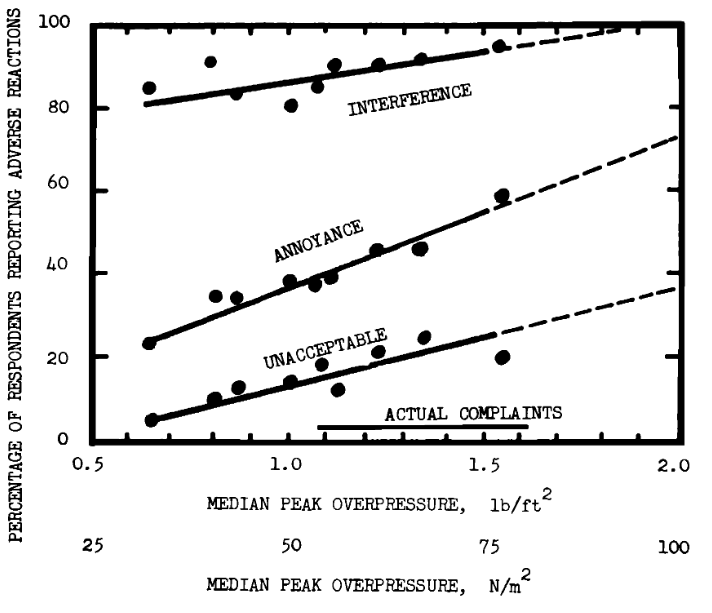 PERCENTAGE OF RESPONDENTS REPORTING ADVERSE REACTIONS
100
80
60
40
20
0
INTERFERENCE
ANNOYANCE
UNACCEPTABLE
ACTUAL COMPLAINTS
0.5 1.0 1.5 2.0
MEDIAN PEAK OVERPRESSURE, lb/ft²
25 50 75 100
MEDIAN PEAK OVERPRESSURE, N/m²